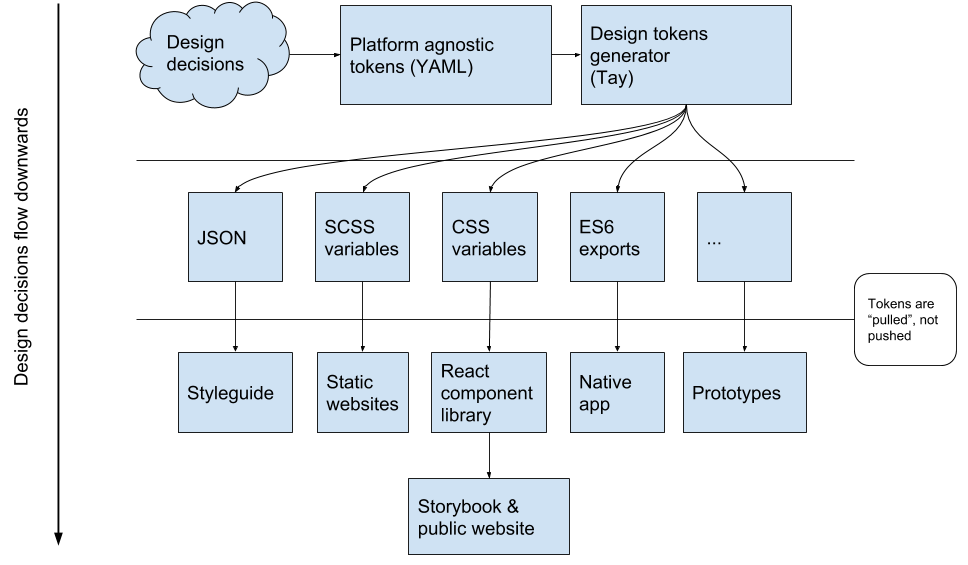 Design decisions flow downwards
Design
decisions
Platform agnostic
tokens (YAML)
Design tokens
generator
(Tay)
JSON
SCSS
variables
CSS
variables
ES6
exports
...
Tokens are
“pulled”, not
pushed
Styleguide
Static
websites
React
component
library
Native
app
Prototypes
Storybook &
public website